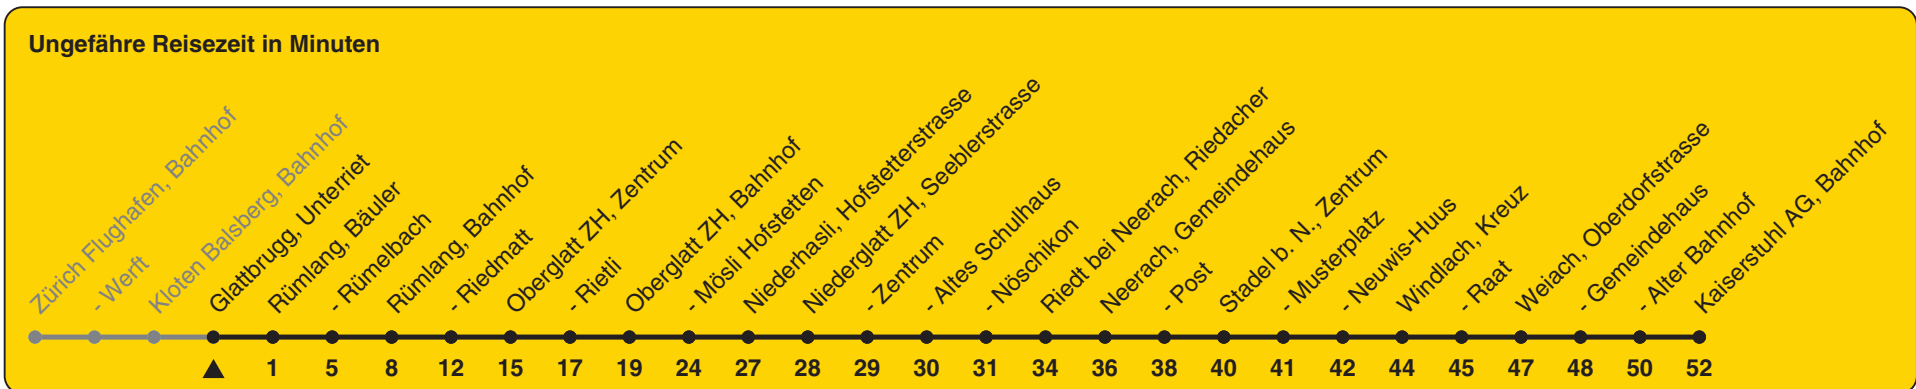 Ungefähre Reisezeit in Minuten
Zürich Flughafen, Bahnhof
- Werft
Kloten Balsberg, Bahnhof
Glattbrugg, Unterriet
Rümlang, Bäuler
- Rümelbach
Rümlang, Bahnhof
- Riedmatt
Oberglatt ZH, Zentrum
- Rietli
Oberglatt ZH, Bahnhof
- Mösli Hofstetten
Niederhasli, Hofstetterstrasse
Niederglatt ZH, Seeblerstrasse
- Zentrum
- Altes Schulhaus
- Nöschikon
Riedt bei Neerach, Riedacher
Neerach, Gemeindehaus
- Post
Stadel b. N., Zentrum
- Musterplatz
- Neuwis-Huus
Windlach, Kreuz
- Raat
Weiach, Oberdorfstrasse
- Gemeindehaus
- Alter Bahnhof
Kaiserstuhl AG, Bahnhof
1 5 8 12 15 17 19 24 27 28 29 30 31 34 36 38 40 41 42 44 45 47 48 50 52